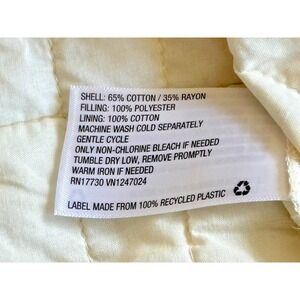 SHELL: 65% COTTON / 35% RAYON
FILLING: 100% POLYESTER
LINING: 100% COTTON
MACHINE WASH COLD SEPARATELY
GENTLE CYCLE
ONLY NON-CHLORINE BLEACH IF NEEDED
TUMBLE DRY LOW, REMOVE PROMPTLY
WARM IRON IF NEEDED
RN17730 VN1247024
LABEL MADE FROM 100% RECYCLED PLASTIC